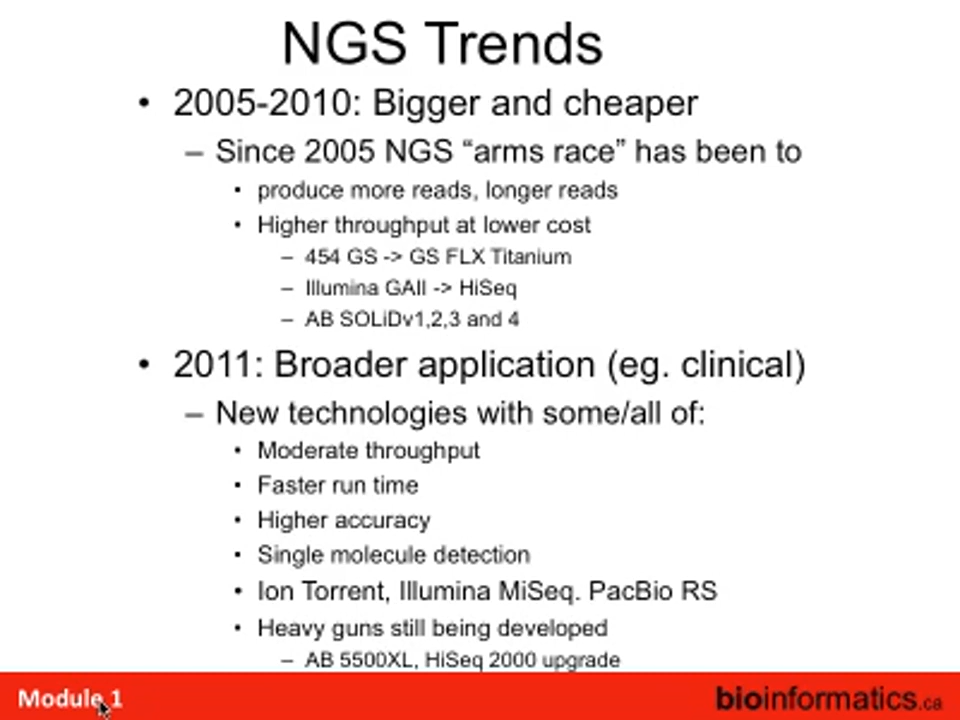 NGS Trends
• 2005-2010: Bigger and cheaper
– Since 2005 NGS “arms race” has been to
• produce more reads, longer reads
• Higher throughput at lower cost
– 454 GS -> GS FLX Titanium
– Illumina GAII -> HiSeq
– AB SOLiDv1,2,3 and 4
• 2011: Broader application (eg. clinical)
– New technologies with some/all of:
• Moderate throughput
• Faster run time
• Higher accuracy
• Single molecule detection
• Ion Torrent, Illumina MiSeq. PacBio RS
• Heavy guns still being developed
– AB 5500XL, HiSeq 2000 upgrade
Module 1
bioinformatics.ca